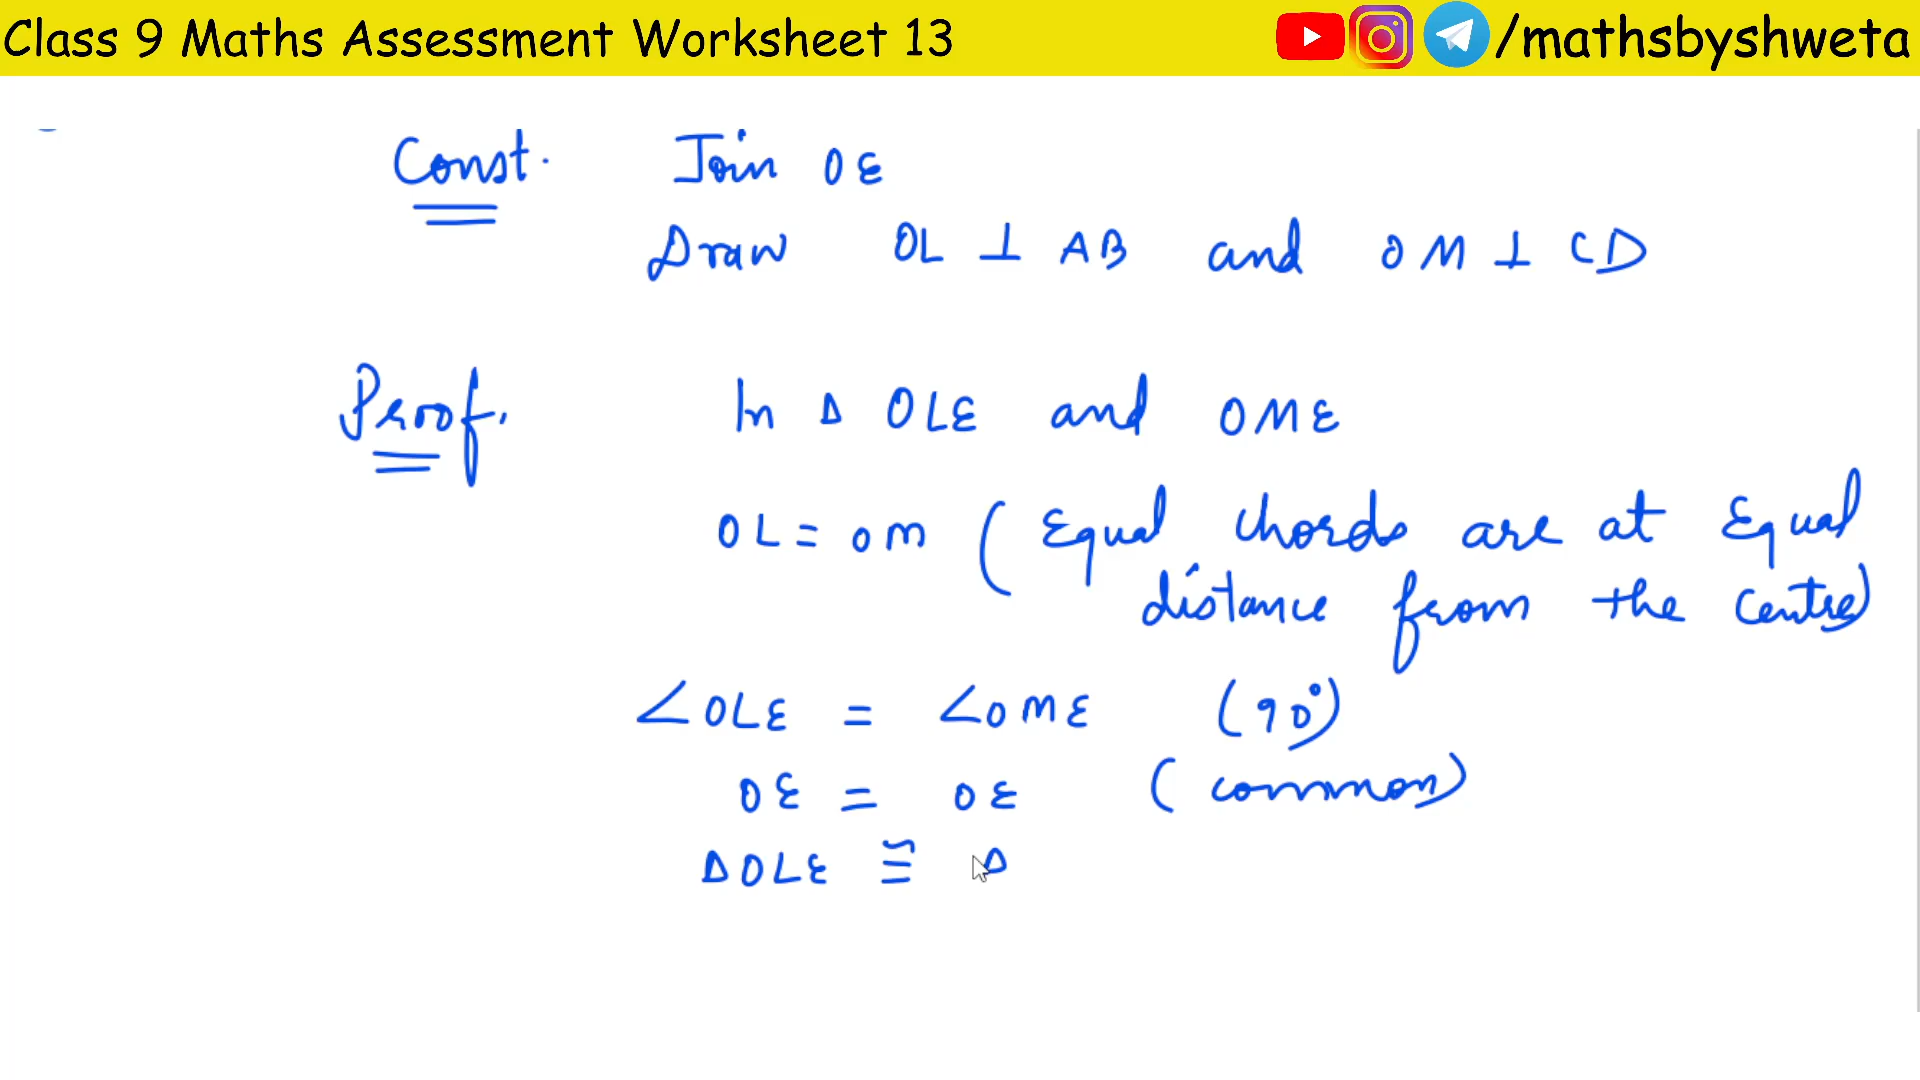 Class 9 Maths Assessment Worksheet 13 /mathsbyshweta
Const. Join OE
Draw OL ⊥ AB and OM ⊥ CD
Proof. In Δ OLE and OME
OL = OM ( Equal chords are at Equal
distance from the centre)
∠OLE = ∠OME (90°)
OE = OE (common)
ΔOLE ≅ Δ